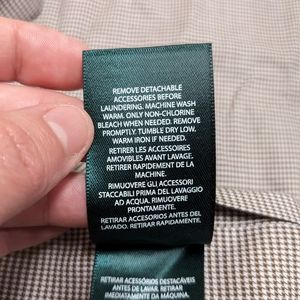 REMOVE DETACHABLE
ACCESSORIES BEFORE
LAUNDERING. MACHINE WASH
WARM. ONLY NON-CHLORINE
BLEACH WHEN NEEDED. REMOVE
PROMPTLY. TUMBLE DRY LOW.
WARM IRON IF NEEDED.
RETIRER LES ACCESSOIRES
AMOVIBLES AVANT LAVAGE.
RETIRER RAPIDEMENT DE LA
MACHINE.
RIMUOVERE GLI ACCESSORI
STACCABILI PRIMA DEL LAVAGGIO
AD ACQUA. RIMUOVERE
PRONTAMENTE.
RETIRAR ACCESORIOS ANTES DEL
LAVADO. RETIRAR RAPIDAMENTE.
RETIRAR ACESSÓRIOS DESTACÁVEIS
ANTES DE LAVAR. RETIRAR
IMEDIATAMENTE DA MÁQUINA.